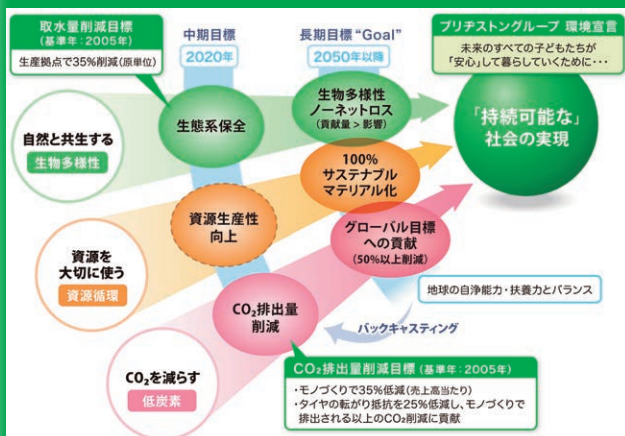 取水量削減目標
(基準年：2005年)
生産拠点で35%削減(原単位)
中期目標
2020年
長期目標“Goal”
2050年以降
ブリヂストングループ 環境宣言
未来のすべての子どもたちが
「安心」して暮らしていくために・・・
自然と共生する
生物多様性
生態系保全
生物多様性
ノーネットロス
(貢献量 > 影響)
「持続可能な」
社会の実現
資源を
大切に使う
資源循環
資源生産性
向上
100%
サステナブル
マテリアル化
CO₂を減らす
低炭素
CO₂排出量
削減
グローバル目標
への貢献
(50%以上削減)
地球の自浄能力・扶養力とバランス
バックキャスティング
CO₂排出量削減目標 (基準年：2005年)
・モノづくりで35%低減(売上高当たり)
・タイヤの転がり抵抗を25%低減し、モノづくりで
排出される以上のCO₂削減に貢献